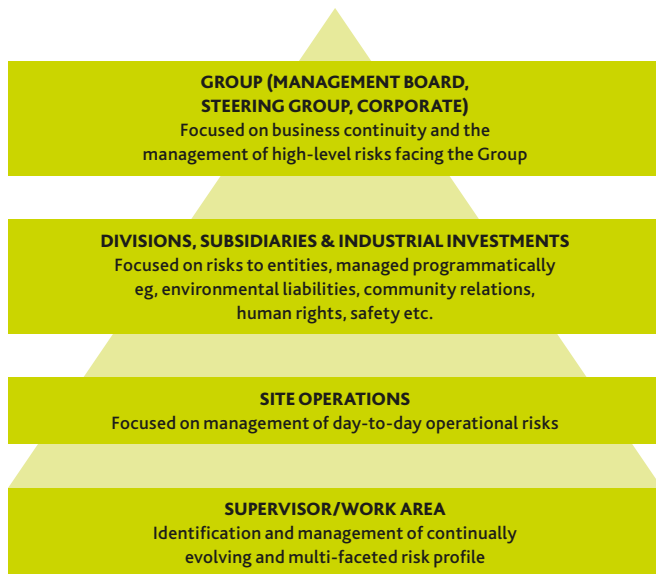 GROUP (MANAGEMENT BOARD,
STEERING GROUP, CORPORATE)
Focused on business continuity and the
management of high-level risks facing the Group
DIVISIONS, SUBSIDIARIES & INDUSTRIAL INVESTMENTS
Focused on risks to entities, managed programmatically
eg, environmental liabilities, community relations,
human rights, safety etc.
SITE OPERATIONS
Focused on management of day-to-day operational risks
SUPERVISOR/WORK AREA
Identification and management of continually
evolving and multi-faceted risk profile